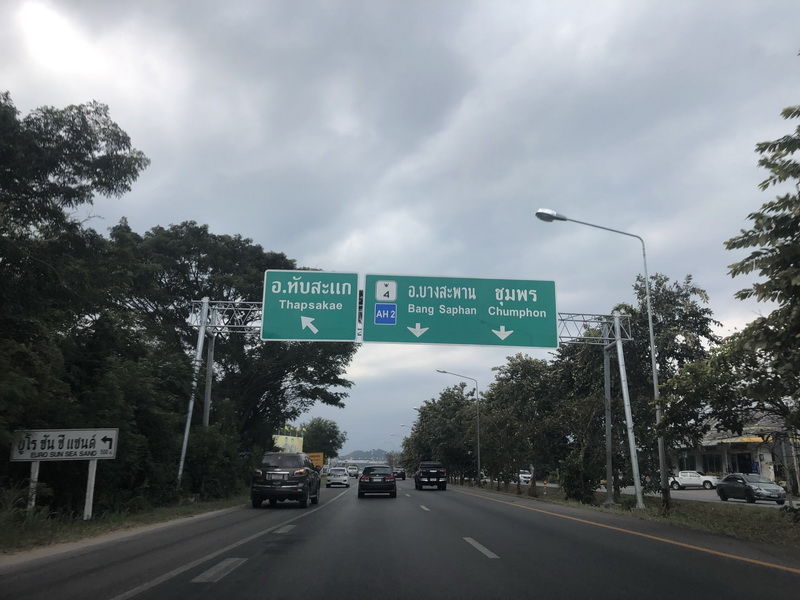 อ.ทับสะแก
Thapsakae
4
AH 2
อ.บางสะพาน
Bang Saphan
ชุมพร
Chumphon
ยูโร ซัน ซี แซนด์
EURO SUN SEA SAND